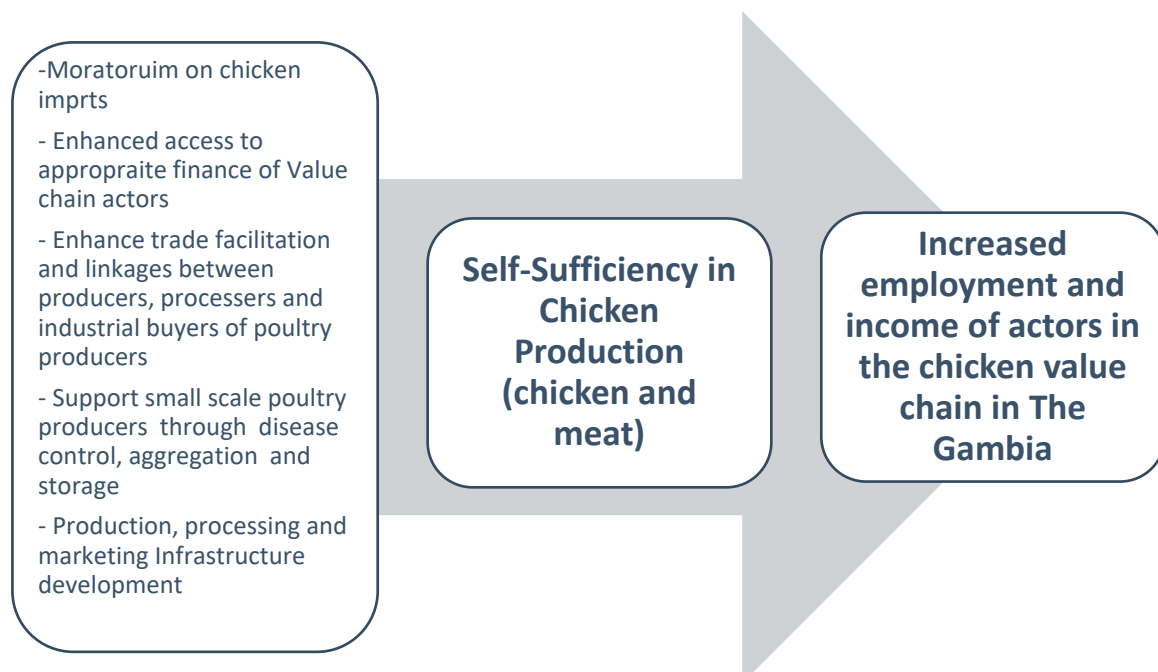 -Moratoruim on chicken
imprts
- Enhanced access to
appropraite finance of Value
chain actors
- Enhance trade facilitation
and linkages between
producers, processers and
industrial buyers of poultry
producers
- Support small scale poultry
producers through disease
control, aggregation and
storage
- Production, processing and
marketing Infrastructure
development
Self-Sufficiency in
Chicken
Production
(chicken and
meat)
Increased
employment and
income of actors in
the chicken value
chain in The
Gambia